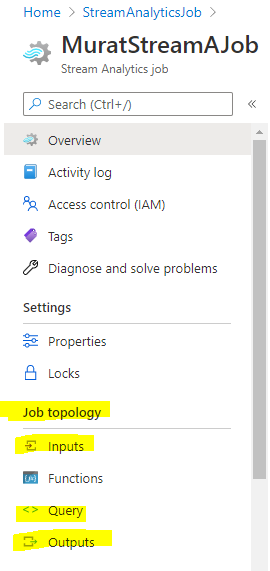 Home > StreamAnalyticsJob >
MuratStreamAJob
Stream Analytics job
Search (Ctrl+/) «
Overview
Activity log
Access control (IAM)
Tags
Diagnose and solve problems
Settings
Properties
Locks
Job topology
Inputs
Functions
<> Query
Outputs